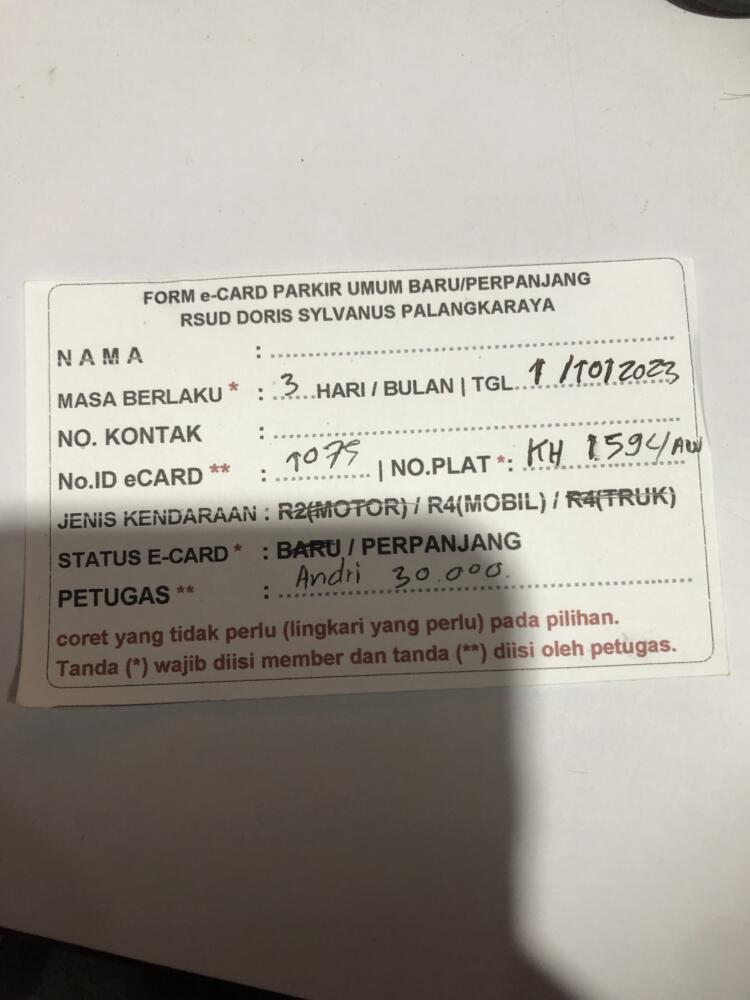 FORM e-CARD PARKIR UMUM BARU/PERPANJANG
RSUD DORIS SYLVANUS PALANGKARAYA
NAMA :
MASA BERLAKU * : 3 HARI / BULAN | TGL. 1/10/2023
NO. KONTAK :
No.ID eCARD ** : 1075 | NO.PLAT *: KH 1594/AW
JENIS KENDARAAN : R2(MOTOR) / R4(MOBIL) / R4(TRUK)
STATUS E-CARD * : BARU / PERPANJANG
PETUGAS ** : Andri 30.000.
coret yang tidak perlu (lingkari yang perlu) pada pilihan.
Tanda (*) wajib diisi member dan tanda (**) diisi oleh petugas.